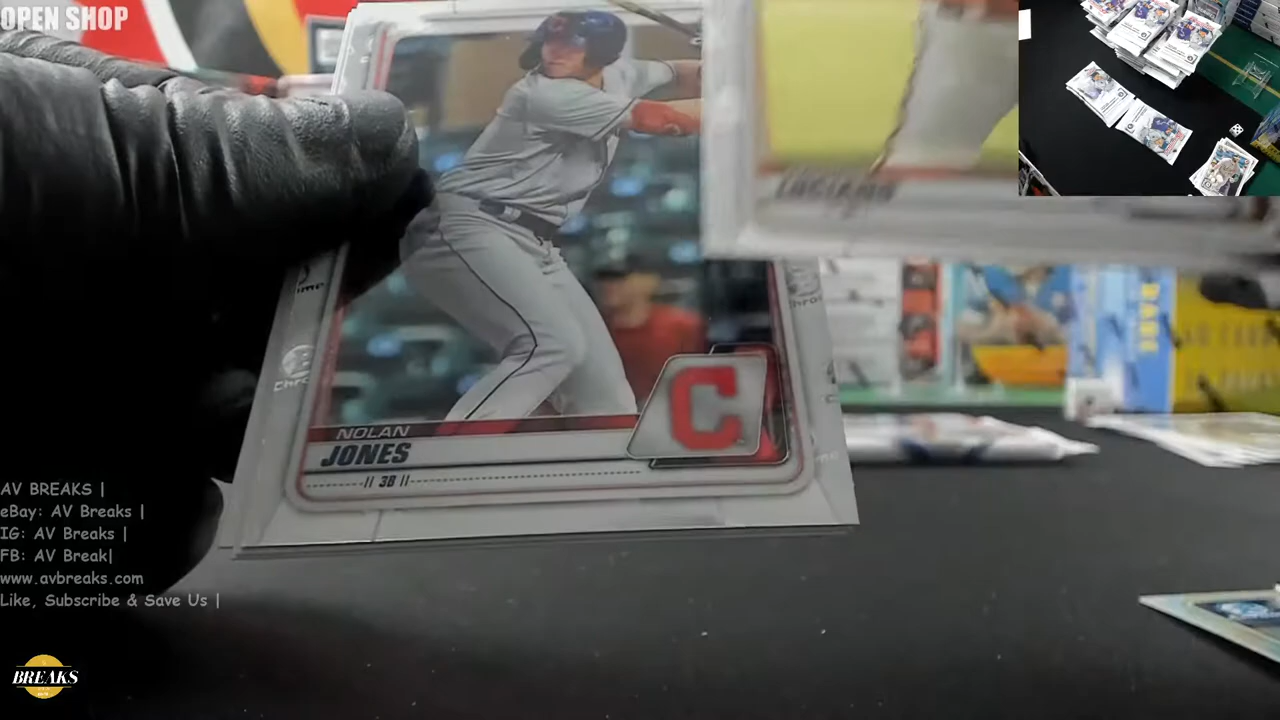 OPEN SHOP
LUCIANO
NOLAN
JONES
// 3B //
C
AV BREAKS |
eBay: AV Breaks |
IG: AV Breaks |
FB: AV Break|
www.avbreaks.com
Like, Subscribe & Save Us |
BREAKS